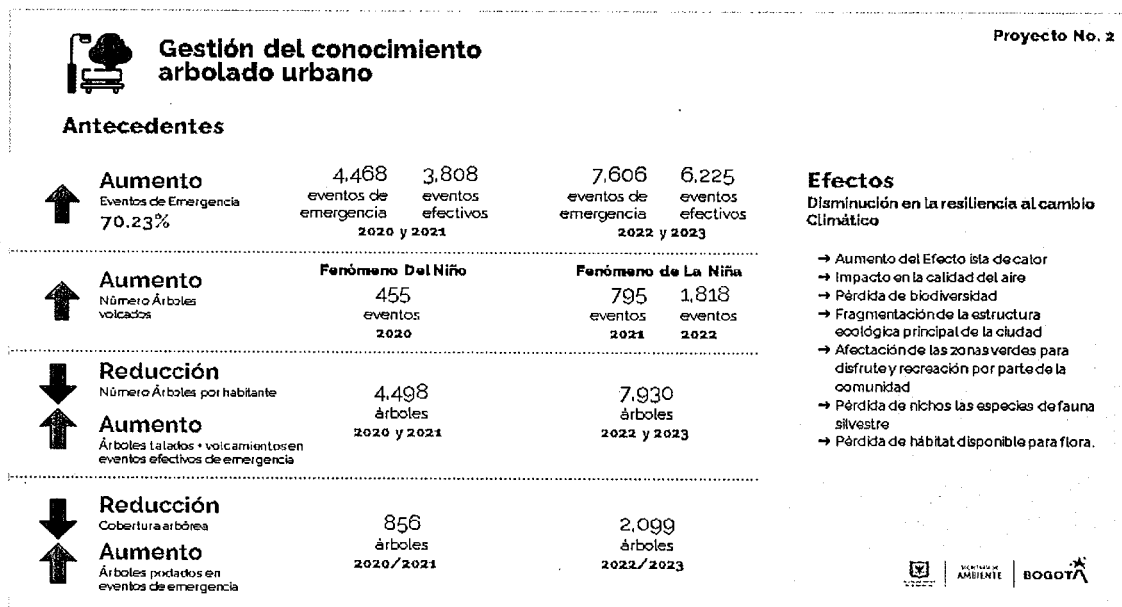 Proyecto No. 2
Gestión del conocimiento
arbolado urbano
Antecedentes
Aumento
Eventos de Emergencia
70.23%
4,468
eventos de
emergencia
3,808
eventos
efectivos
2020 y 2021
7,606
eventos de
emergencia
6,225
eventos
efectivos
2022 y 2023
Aumento
Número Árboles
volcados
Fenómeno Del Niño
455
eventos
2020
Fenómeno de La Niña
795
eventos
2021
1,818
eventos
2022
Reducción
Número Árboles por habitante
Aumento
Árboles talados + volcamientos en
eventos efectivos de emergencia
4,498
árboles
2020 y 2021
7,930
árboles
2022 y 2023
Reducción
Cobertura arbórea
Aumento
Árboles podados en
eventos de emergencia
856
árboles
2020/2021
2,099
árboles
2022/2023
Efectos
Disminución en la resiliencia al cambio
Climático
→ Aumento del Efecto isla de calor
→ Impacto en la calidad del aire
→ Pérdida de biodiversidad
→ Fragmentación de la estructura
ecológica principal de la ciudad
→ Afectación de las zonas verdes para
disfrute y recreación por parte de la
comunidad
→ Pérdida de nichos las especies de fauna
silvestre
→ Pérdida de hábitat disponible para flora.
AMBIENTE
BOGOTÁ